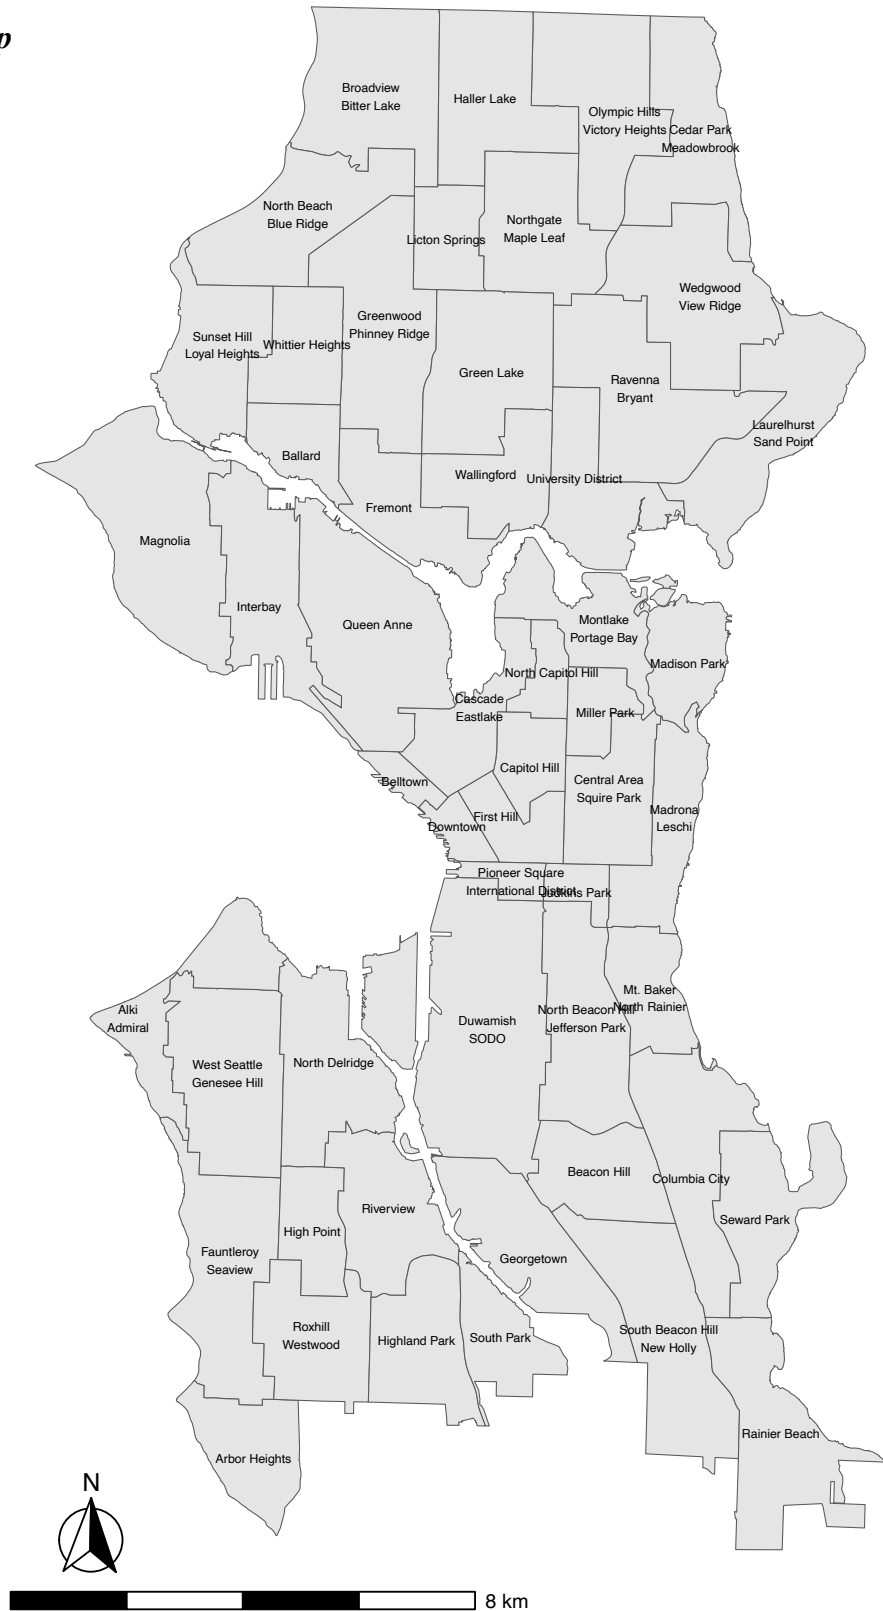 p
Broadview
Bitter Lake
Haller Lake
Olympic Hills
Victory Heights
Cedar Park
Meadowbrook
North Beach
Blue Ridge
Licton Springs
Northgate
Maple Leaf
Wedgwood
View Ridge
Greenwood
Phinney Ridge
Sunset Hill
Loyal Heights
Whittier Heights
Green Lake
Ravenna
Bryant
Laurelhurst
Sand Point
Ballard
Wallingford
University District
Fremont
Magnolia
Interbay
Queen Anne
Montlake
Portage Bay
Madison Park
North Capitol Hill
Cascade
Eastlake
Miller Park
Capitol Hill
Central Area
Squire Park
Belltown
First Hill
Downtown
Madrona
Leschi
Pioneer Square
International District
Judkins Park
Alki
Admiral
Duwamish
SODO
North Beacon Hill
Jefferson Park
Mt. Baker
North Rainier
West Seattle
Genesee Hill
North Delridge
Beacon Hill
Columbia City
Seward Park
Riverview
High Point
Fauntleroy
Seaview
Georgetown
Roxhill
Westwood
Highland Park
South Park
South Beacon Hill
New Holly
Rainier Beach
Arbor Heights
N
8 km